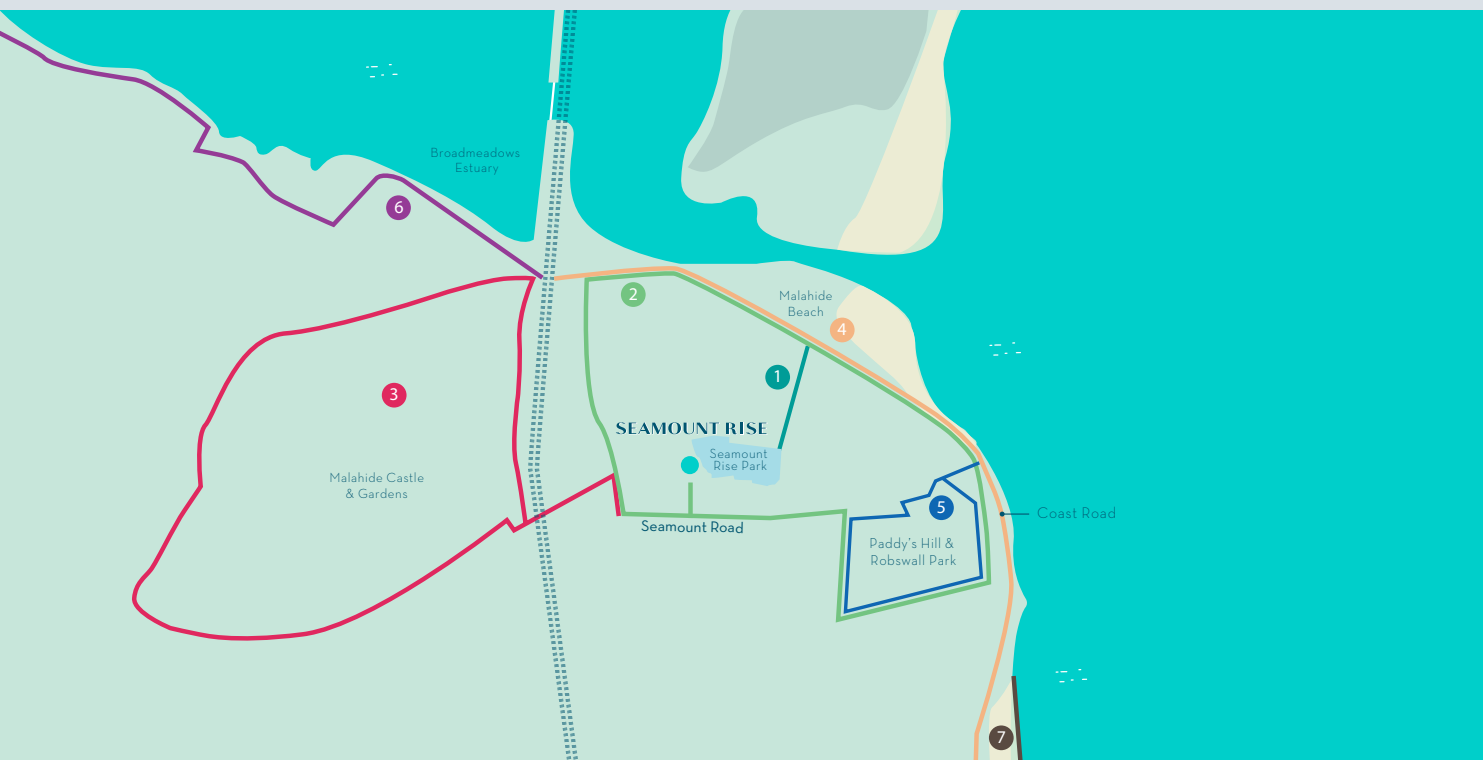 Broadmeadows
Estuary
6
2
Malahide
Beach
4
1
3
SEAMOUNT RISE
Seamount
Rise Park
Malahide Castle
& Gardens
5
Coast Road
Seamount Road
Paddy's Hill &
Robswall Park
7